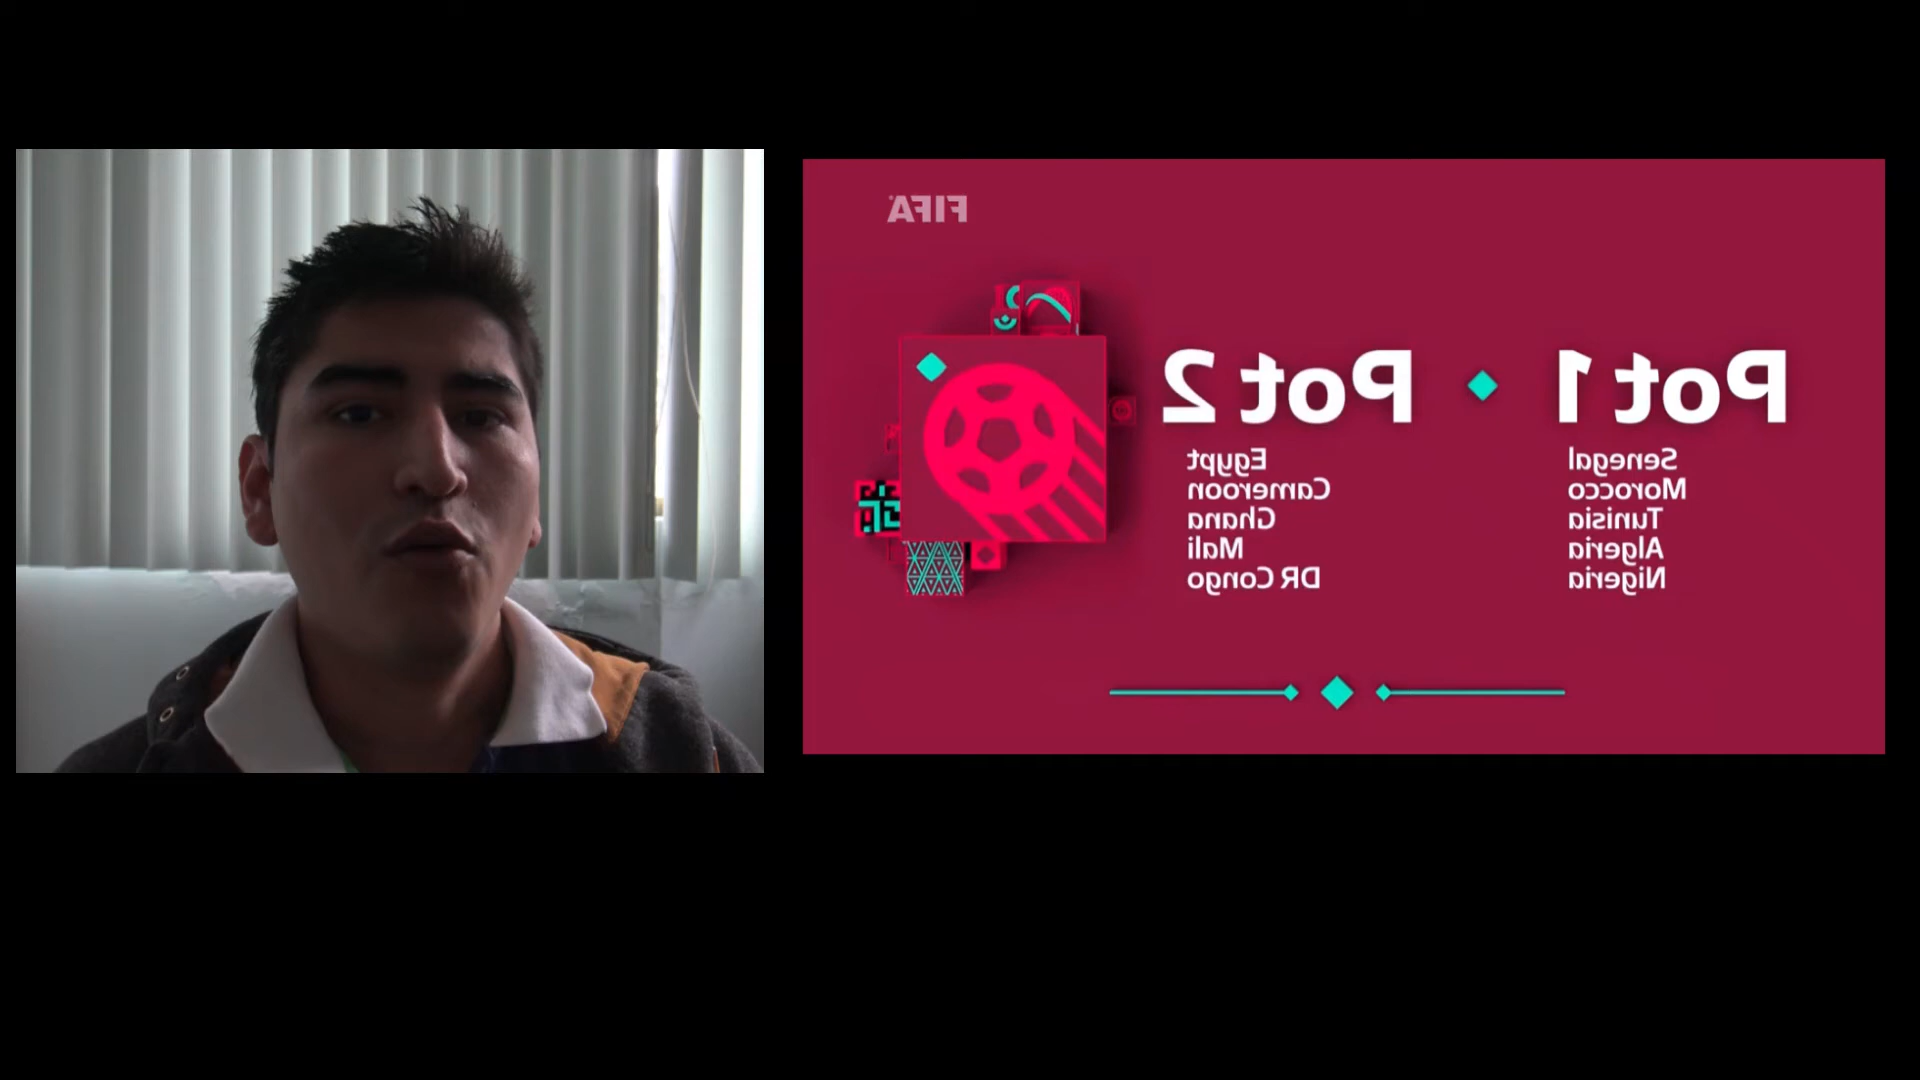 FIFA
Pot 1 Pot 2
Senegal Egypt
Morocco Cameroon
Tunisia Ghana
Algeria Mali
Nigeria DR Congo